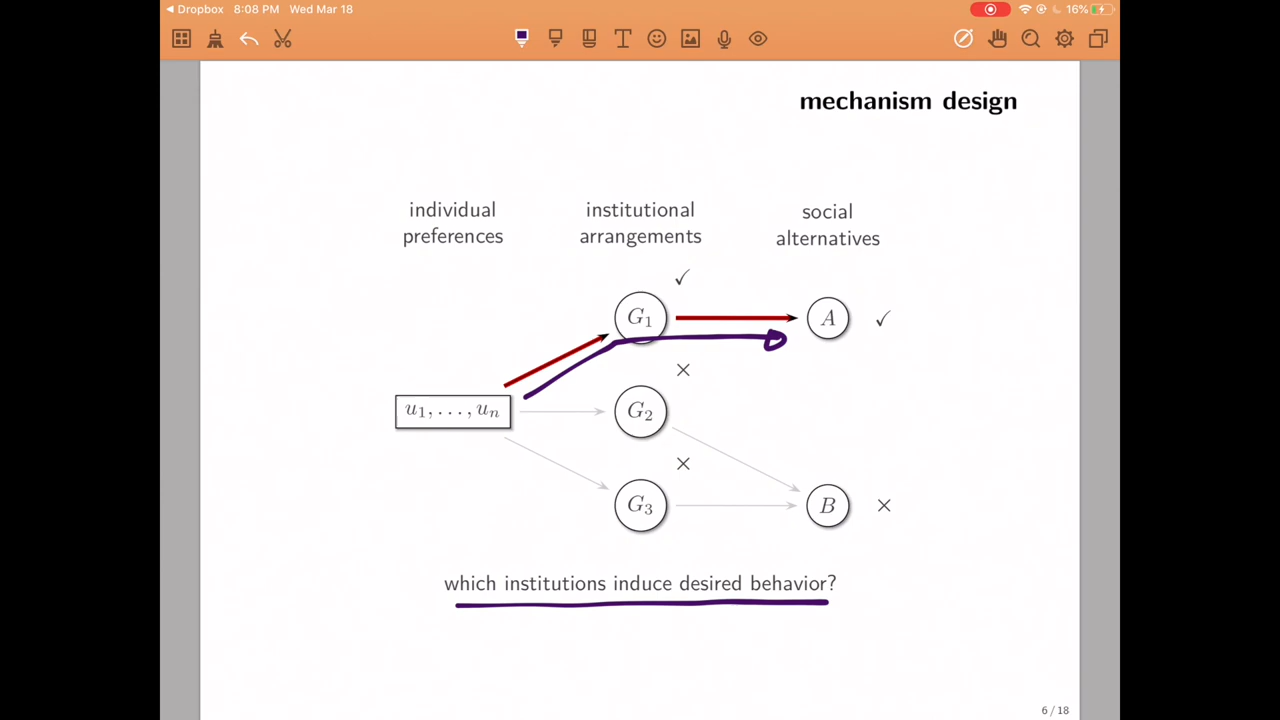 Dropbox 8:08 PM Wed Mar 18 16%
mechanism design
individual preferences
institutional arrangements
social alternatives
✓
G₁
A ✓
×
u₁, . . . , uₙ
G₂
×
G₃
B ×
which institutions induce desired behavior?
6 / 18